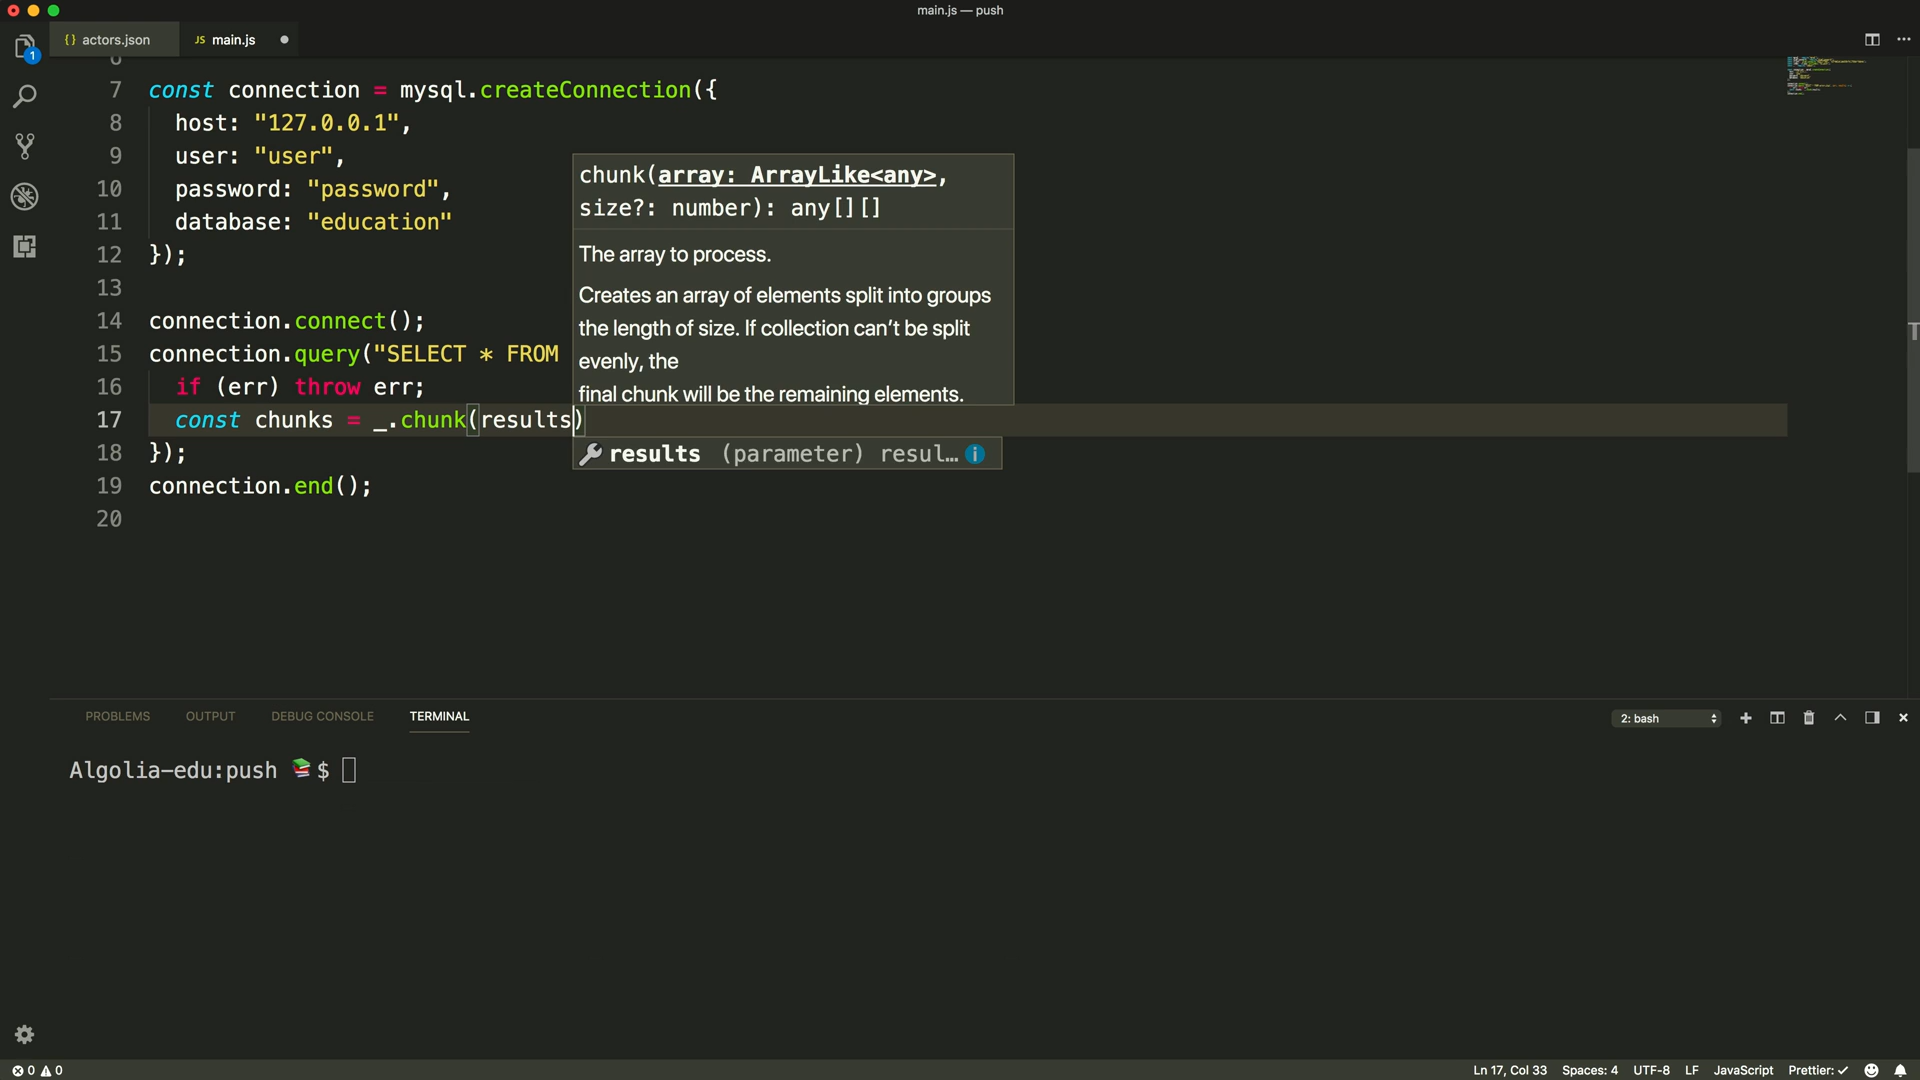 main.js — push
{} actors.json
JS main.js
1
6
7 const connection = mysql.createConnection({
8 host: "127.0.0.1",
9 user: "user",
10 password: "password",
11 database: "education"
12 });
13
14 connection.connect();
15 connection.query("SELECT * FROM
16 if (err) throw err;
17 const chunks = _.chunk(results)
18 });
19 connection.end();
20
chunk(array: ArrayLike<any>,
size?: number): any[][]
The array to process.
Creates an array of elements split into groups
the length of size. If collection can’t be split
evenly, the
final chunk will be the remaining elements.
results (parameter) resul…
PROBLEMS OUTPUT DEBUG CONSOLE TERMINAL
2: bash
Algolia-edu:push $
0 0
Ln 17, Col 33 Spaces: 4 UTF-8 LF JavaScript Prettier: ✓